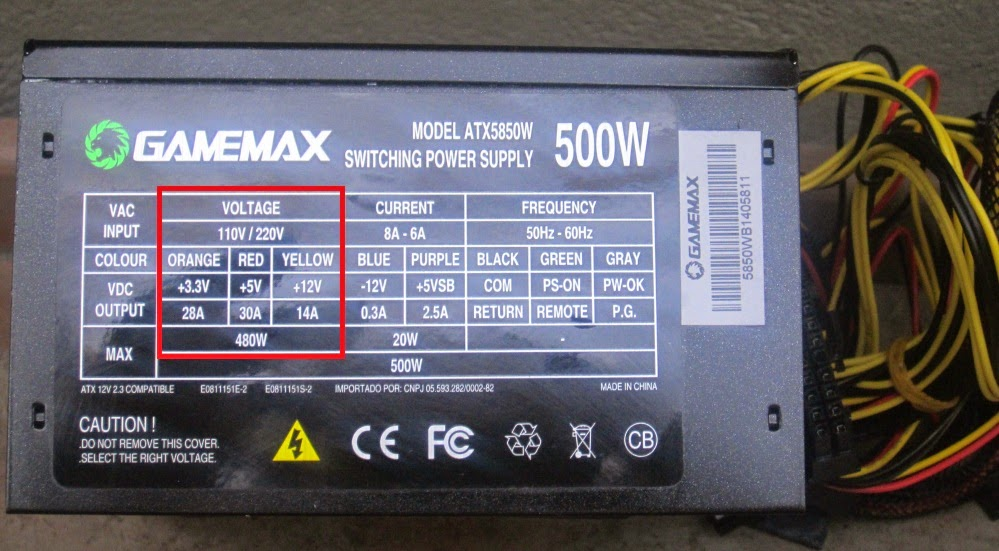 GAMEMAX
MODEL ATX5850W
SWITCHING POWER SUPPLY
500W
VAC INPUT VOLTAGE CURRENT FREQUENCY
110V / 220V 8A - 6A 50Hz - 60Hz
COLOUR ORANGE RED YELLOW BLUE PURPLE BLACK GREEN GRAY
VDC OUTPUT +3.3V +5V +12V -12V +5VSB COM PS-ON PW-OK
28A 30A 14A 0.3A 2.5A RETURN REMOTE P.G.
MAX 480W 20W -
500W
ATX 12V 2.3 COMPATIBLE E0811151E-2 E0811151S-2 IMPORTADO POR: CNPJ 05.593.282/0002-82 MADE IN CHINA
CAUTION !
.DO NOT REMOVE THIS COVER.
.SELECT THE RIGHT VOLTAGE.
CE FC CB
GAMEMAX
5850WB1405811